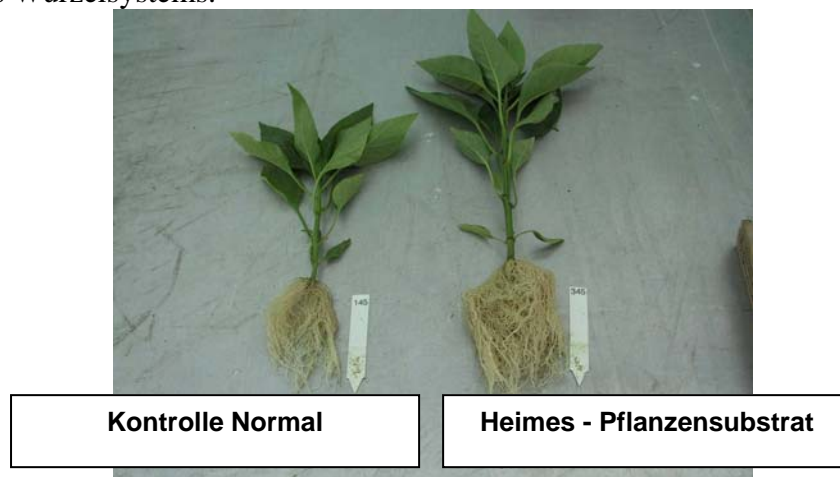 Wurzelsystems.
145
345
Kontrolle Normal
Heimes - Pflanzensubstrat